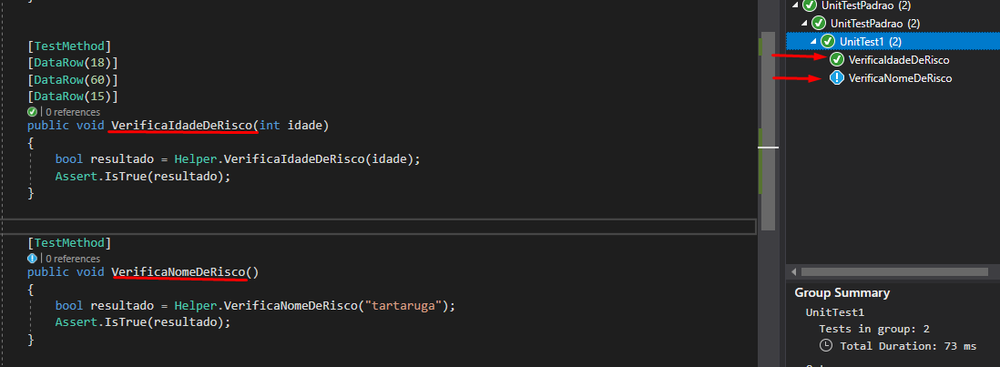 }
[TestMethod]
[DataRow(18)]
[DataRow(60)]
[DataRow(15)]
0 references
public void VerificaIdadeDeRisco(int idade)
{
bool resultado = Helper.VerificaIdadeDeRisco(idade);
Assert.IsTrue(resultado);
}
[TestMethod]
0 references
public void VerificaNomeDeRisco()
{
bool resultado = Helper.VerificaNomeDeRisco("tartaruga");
Assert.IsTrue(resultado);
}
UnitTestPadrao (2)
UnitTestPadrao (2)
UnitTest1 (2)
VerificaIdadeDeRisco
VerificaNomeDeRisco
Group Summary
UnitTest1
Tests in group: 2
Total Duration: 73 ms